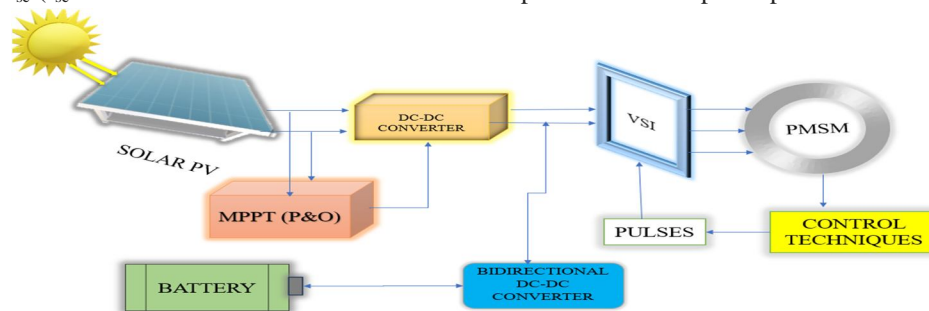 SOLAR PV
DC-DC
CONVERTER
VSI
PMSM
MPPT (P&O)
PULSES
CONTROL
TECHNIQUES
BATTERY
BIDIRECTIONAL
DC-DC
CONVERTER